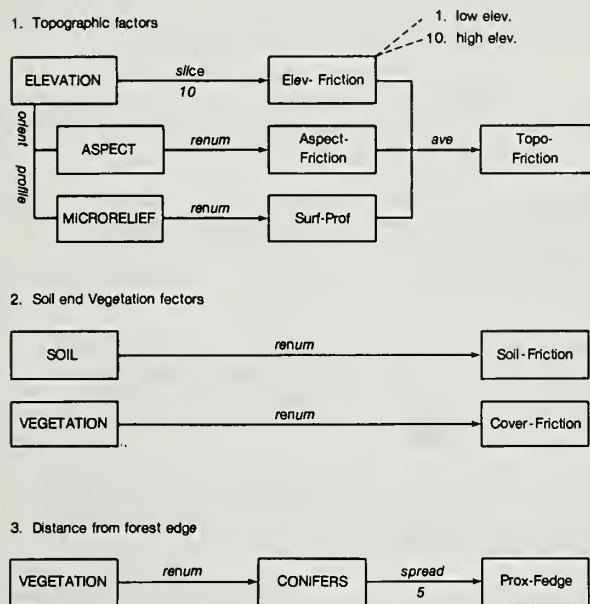 1. Topographic factors
1. low elev.
10. high elev.
ELEVATION
slice
10
Elev- Friction
orient
profile
ASPECT
renum
Aspect-
Friction
ave
Topo-
Friction
MICRORELIEF
renum
Surf-Prof
2. Soil end Vegetation fectors
SOIL
renum
Soil-Friction
VEGETATION
renum
Cover-Friction
3. Distance from forest edge
VEGETATION
renum
CONIFERS
spread
5
Prox-Fedge